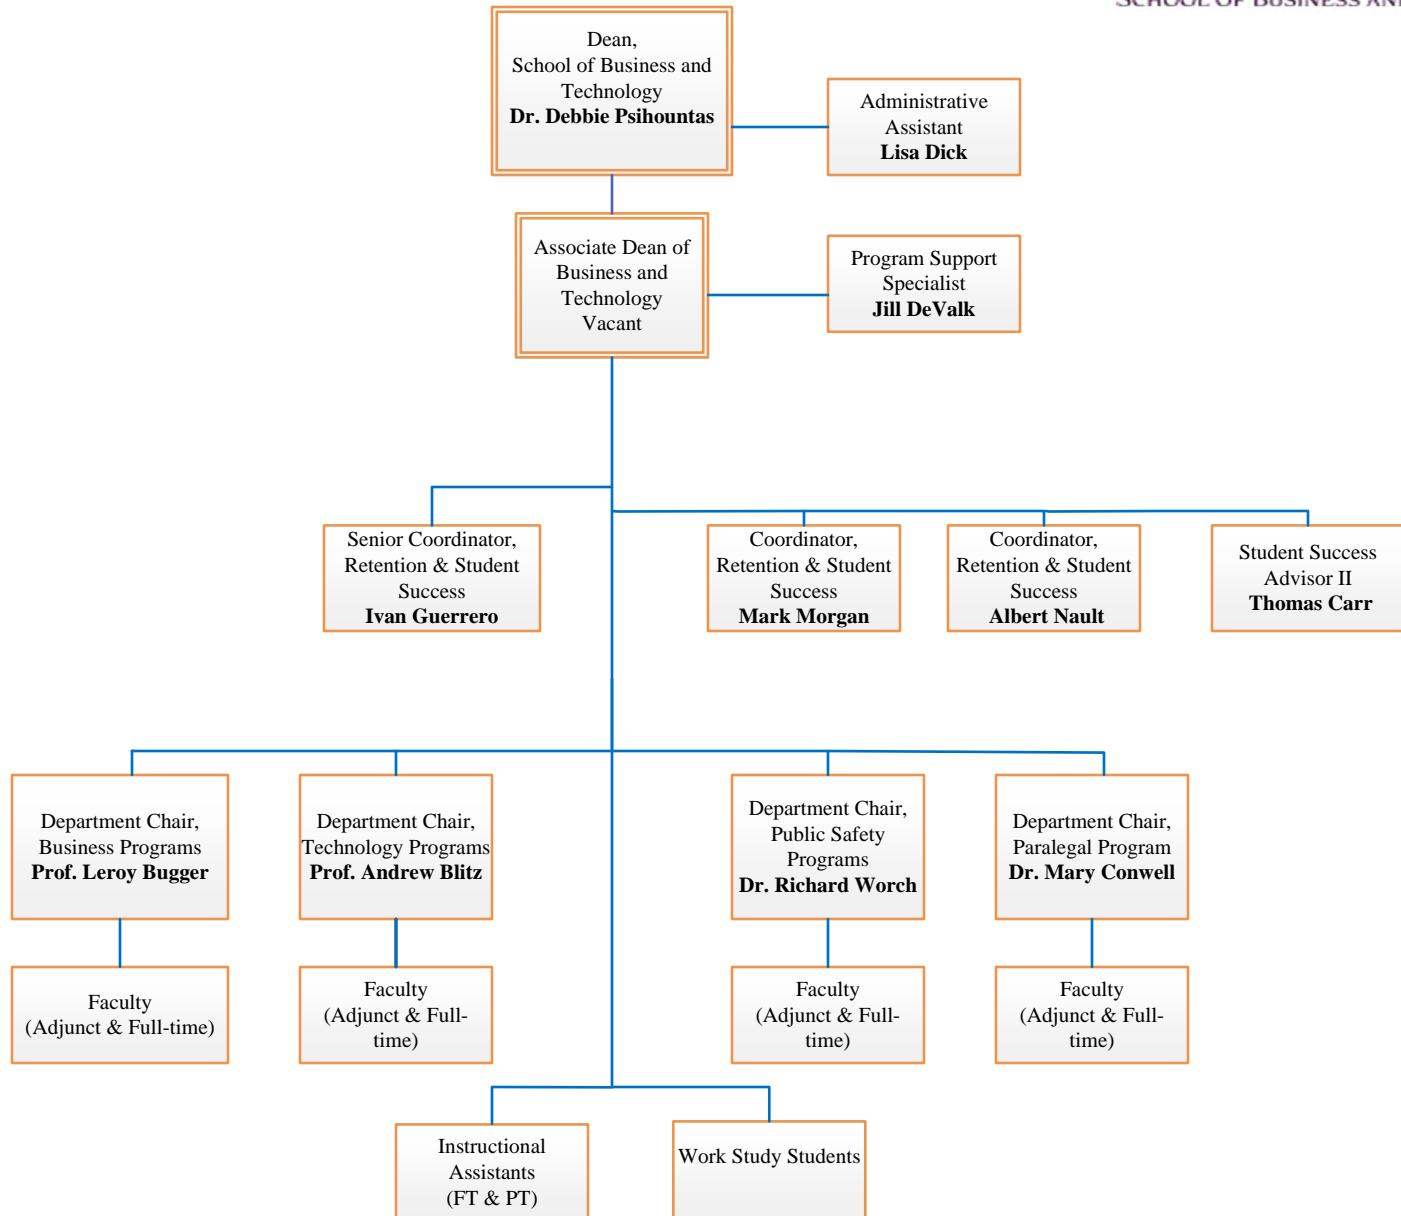 SCHOOL OF BUSINESS AN
Dean,
School of Business and
Technology
Dr. Debbie Psihountas
Administrative
Assistant
Lisa Dick
Associate Dean of
Business and
Technology
Vacant
Program Support
Specialist
Jill DeValk
Senior Coordinator,
Retention & Student
Success
Ivan Guerrero
Coordinator,
Retention & Student
Success
Mark Morgan
Coordinator,
Retention & Student
Success
Albert Nault
Student Success
Advisor II
Thomas Carr
Department Chair,
Business Programs
Prof. Leroy Bugger
Department Chair,
Technology Programs
Prof. Andrew Blitz
Department Chair,
Public Safety
Programs
Dr. Richard Worch
Department Chair,
Paralegal Program
Dr. Mary Conwell
Faculty
(Adjunct & Full-time)
Faculty
(Adjunct & Full-
time)
Faculty
(Adjunct & Full-
time)
Faculty
(Adjunct & Full-
time)
Instructional
Assistants
(FT & PT)
Work Study Students